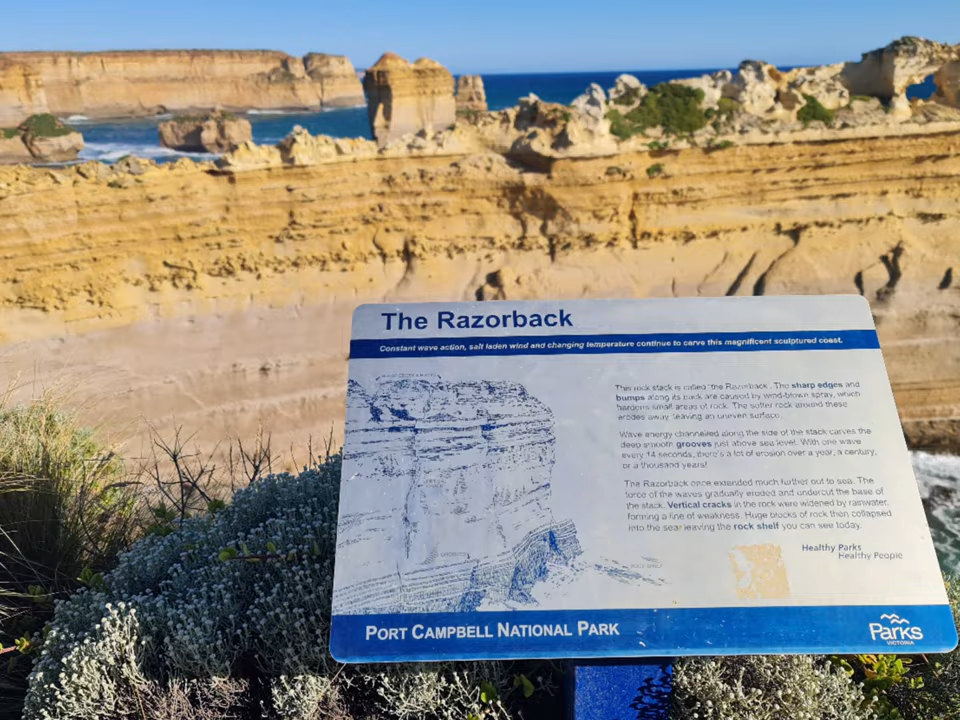 The Razorback
Constant wave action, salt laden wind and changing temperature continue to carve this magnificent sculptured coast.
This rock stack is called 'the Razorback'. The sharp edges and
bumps along its back are caused by wind-blown spray, which
hardens small areas of rock. The softer rock around these
erodes away, leaving an uneven surface.
Wave energy channelled along the side of the stack carves the
deep smooth grooves just above sea level. With one wave
every 14 seconds, there's a lot of erosion over a year, a century,
or a thousand years!
The Razorback once extended much further out to sea. The
force of the waves gradually eroded and undercut the base of
the stack. Vertical cracks in the rock were widened by rainwater,
forming a line of weakness. Huge blocks of rock then collapsed
into the sea leaving the rock shelf you can see today.
Healthy Parks
Healthy People
PORT CAMPBELL NATIONAL PARK
Parks
VICTORIA